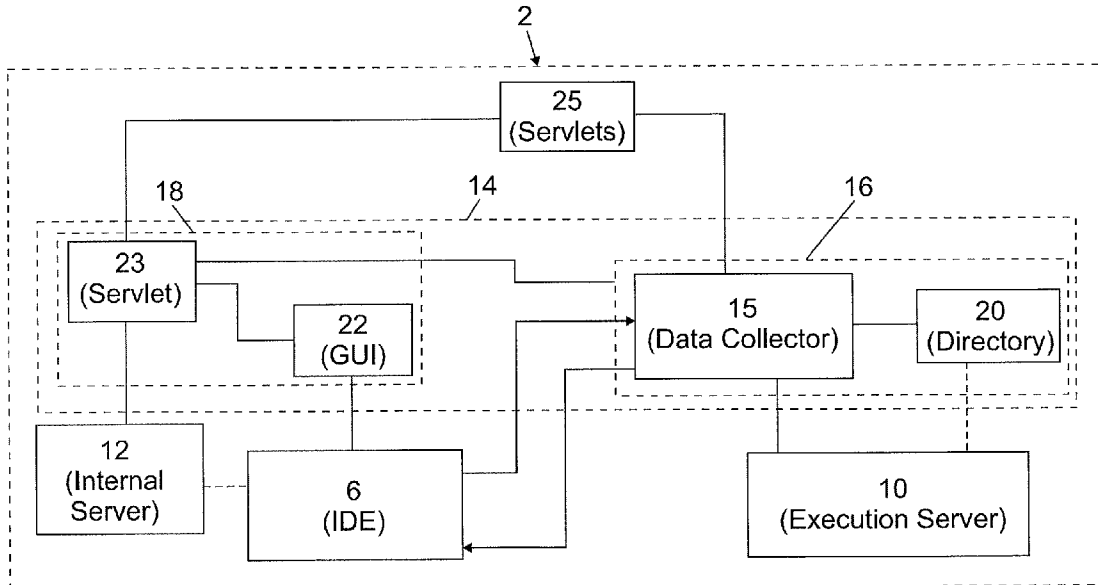 2
25
(Servlets)
18
14
16
23
(Servlet)
22
(GUI)
15
(Data Collector)
20
(Directory)
12
(Internal
Server)
6
(IDE)
10
(Execution Server)